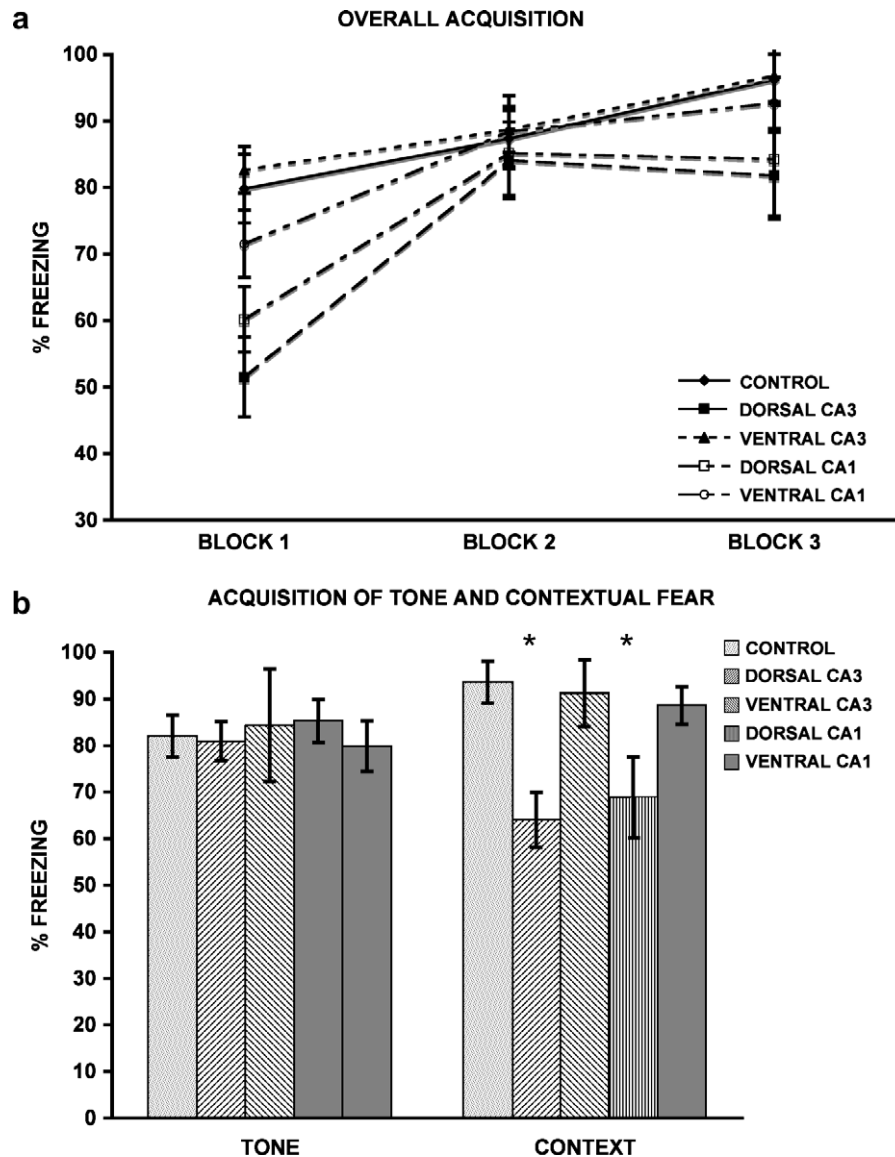 a
OVERALL ACQUISITION
100
90
80
70
60
50
40
30
% FREEZING
CONTROL
DORSAL CA3
VENTRAL CA3
DORSAL CA1
VENTRAL CA1
BLOCK 1 BLOCK 2 BLOCK 3
b
ACQUISITION OF TONE AND CONTEXTUAL FEAR
100
90
80
70
60
50
40
30
20
10
0
% FREEZING
* *
CONTROL
DORSAL CA3
VENTRAL CA3
DORSAL CA1
VENTRAL CA1
TONE CONTEXT